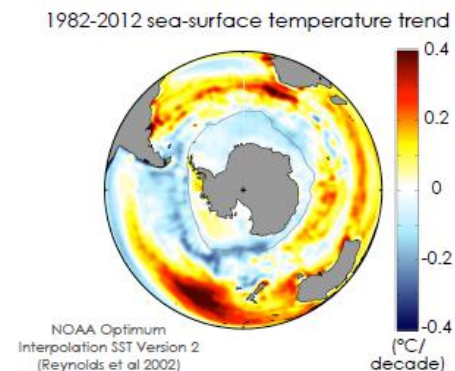 1982-2012 sea-surface temperature trend
0.4
0.2
0
-0.2
-0.4
(°C/
decade)
NOAA Optimum
Interpolation SST Version 2
(Reynolds et al 2002)